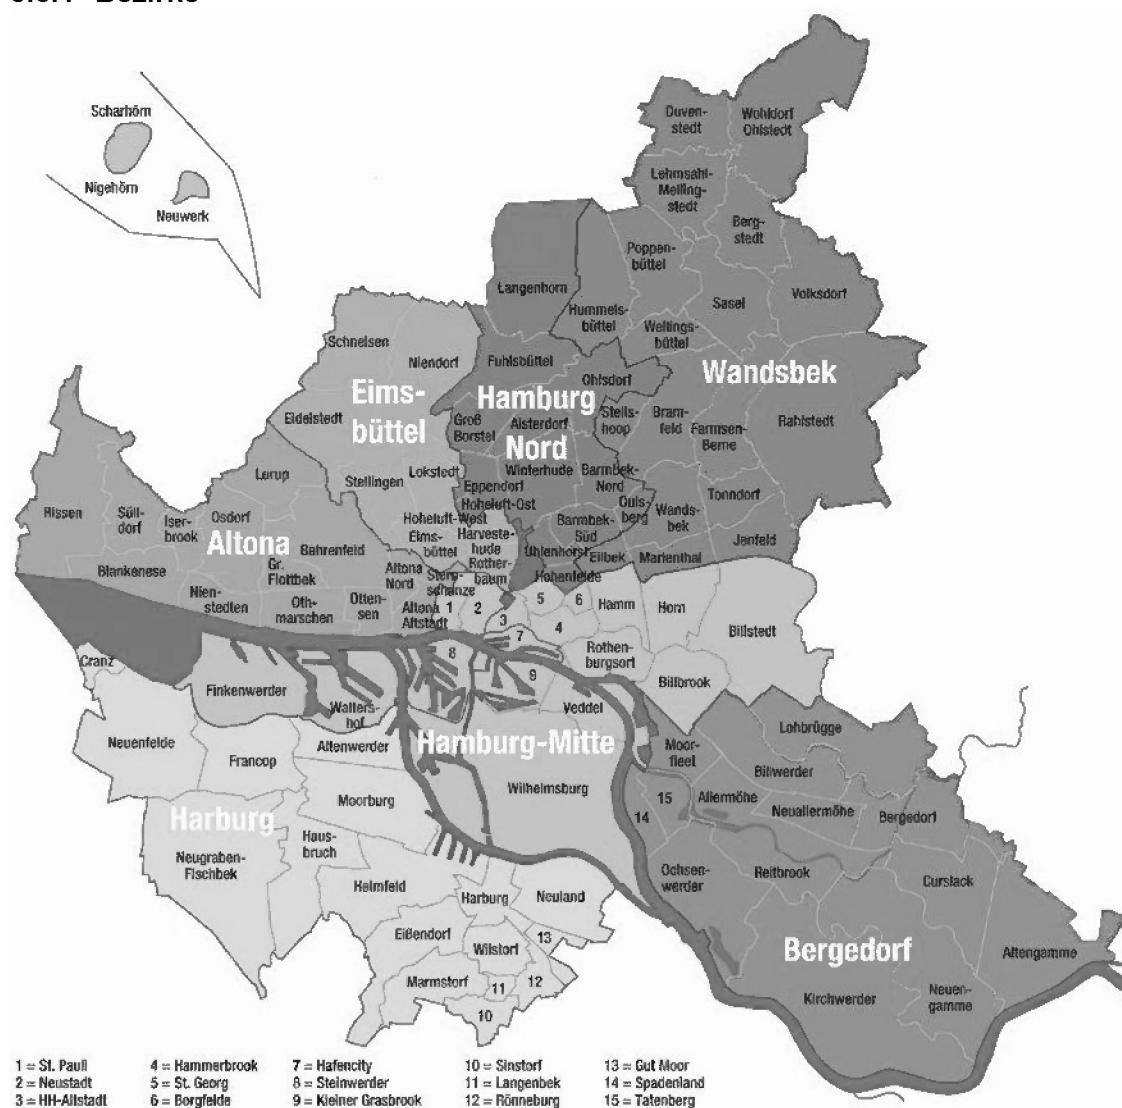 Scharhörn
Nigehörn
Neuwerk
Duven-
stedt
Wohldorf
Ohlstedt
Lehmsahl-
Melling-
stedt
Berg-
stedt
Poppen-
büttel
Langenhorn
Sasel
Volksdorf
Hummels-
büttel
Wellings-
büttel
Schnelsen
Niendorf
Fuhlsbüttel
Ohlsdorf
Wandsbek
Eims-
büttel
Hamburg
Nord
Eidelstedt
Groß
Borstel
Alsterdorf
Steils-
hoop
Bram-
feld
Farmsen-
Berne
Rahlstedt
Lurup
Stellingen
Lokstedt
Winterhude
Barmbek-
Nord
Eppendorf
Hoheluft-Ost
Tonndorf
Rissen
Süll-
dorf
Iser-
brook
Osdorf
Altona
Bahrenfeld
Hoheluft-West
Eims-
büttel
Harveste-
hude
Rother-
baum
Barmbek-
Süd
Duls-
berg
Wands-
bek
Jenfeld
Uhlenhorst
Eilbek
Marienthal
Hohenfelde
Blankenese
Gr.
Flottbek
Altona
Nord
Stern-
schanze
Nien-
stedten
Oth-
marschen
Otten-
sen
Altona
Altstadt
1
2
3
4
5
6
7
8
9
Hamm
Horn
Billstedt
Rothen-
burgsort
Billbrook
Cranz
Finkenwerder
Walters-
hof
Veddel
Neuenfelde
Francop
Altenwerder
Hamburg-Mitte
Moor-
fleet
Lohbrügge
Billwerder
Moorburg
Wilhelmsburg
15
14
Allermöhe
Neuallermöhe
Bergedorf
Harburg
Haus-
bruch
Neugraben-
Fischbek
Heimfeld
Harburg
Neuland
Ochsen-
werder
Reitbrook
Curslack
Eißendorf
Wilstorf
13
Marmstorf
11
12
10
Bergedorf
Altengamme
Kirchwerder
Neuen-
gamme
1 = St. Pauli 4 = Hammerbrook 7 = Hafencity 10 = Sinstorf 13 = Gut Moor
2 = Neustadt 5 = St. Georg 8 = Steinwerder 11 = Langenbek 14 = Spadenland
3 = HH-Altstadt 6 = Borgfelde 9 = Kleiner Grasbrook 12 = Rönneburg 15 = Tatenberg